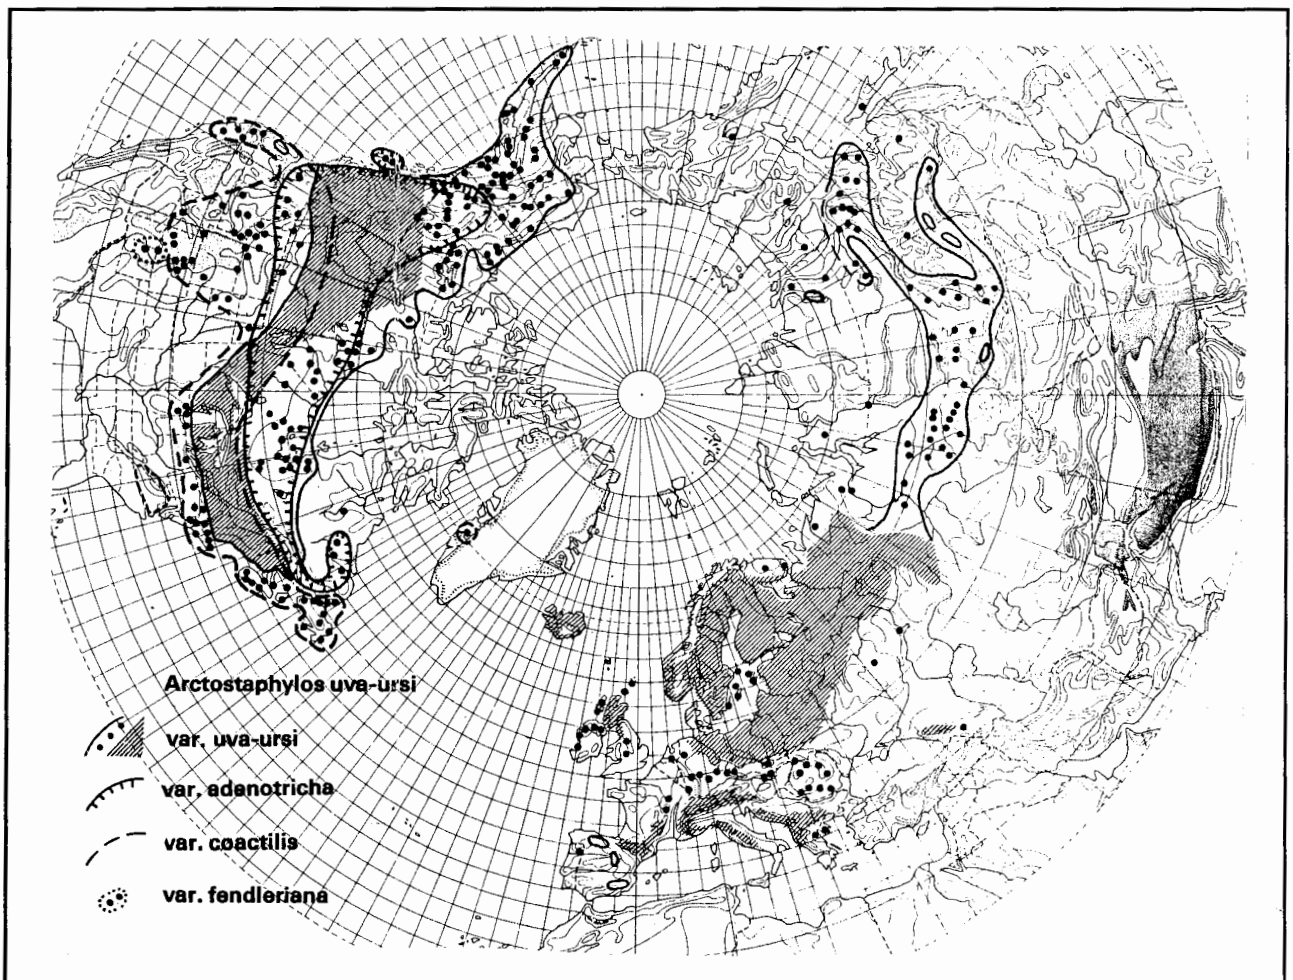 Arctostaphylos uva-ursi
var. uva-ursi
var. adenotricha
var. coactilis
var. fendleriana